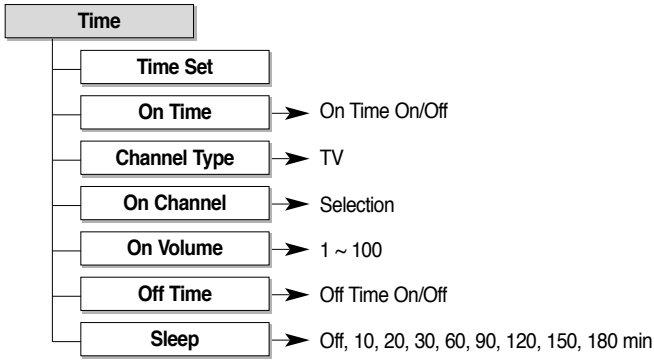 Time
Time Set
On Time On Time On/Off
Channel Type TV
On Channel Selection
On Volume 1 ~ 100
Off Time Off Time On/Off
Sleep Off, 10, 20, 30, 60, 90, 120, 150, 180 min